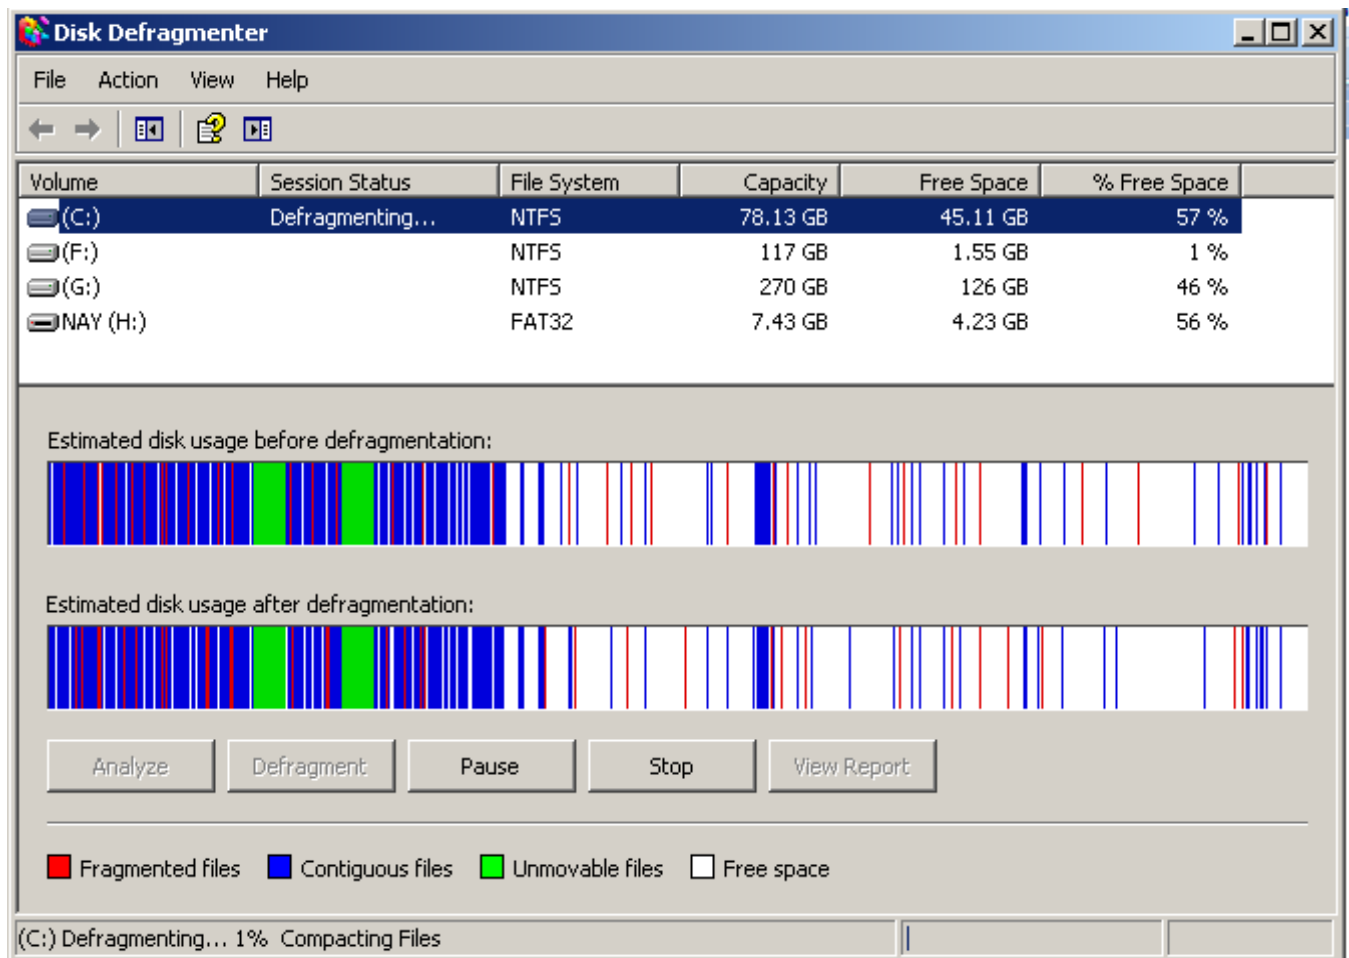 Disk Defragmenter
File Action View Help
Volume Session Status File System Capacity Free Space % Free Space
(C:) Defragmenting... NTFS 78.13 GB 45.11 GB 57 %
(F:) NTFS 117 GB 1.55 GB 1 %
(G:) NTFS 270 GB 126 GB 46 %
NAY (H:) FAT32 7.43 GB 4.23 GB 56 %
Estimated disk usage before defragmentation:
Estimated disk usage after defragmentation:
Analyze Defragment Pause Stop View Report
Fragmented files Contiguous files Unmovable files Free space
(C:) Defragmenting... 1% Compacting Files